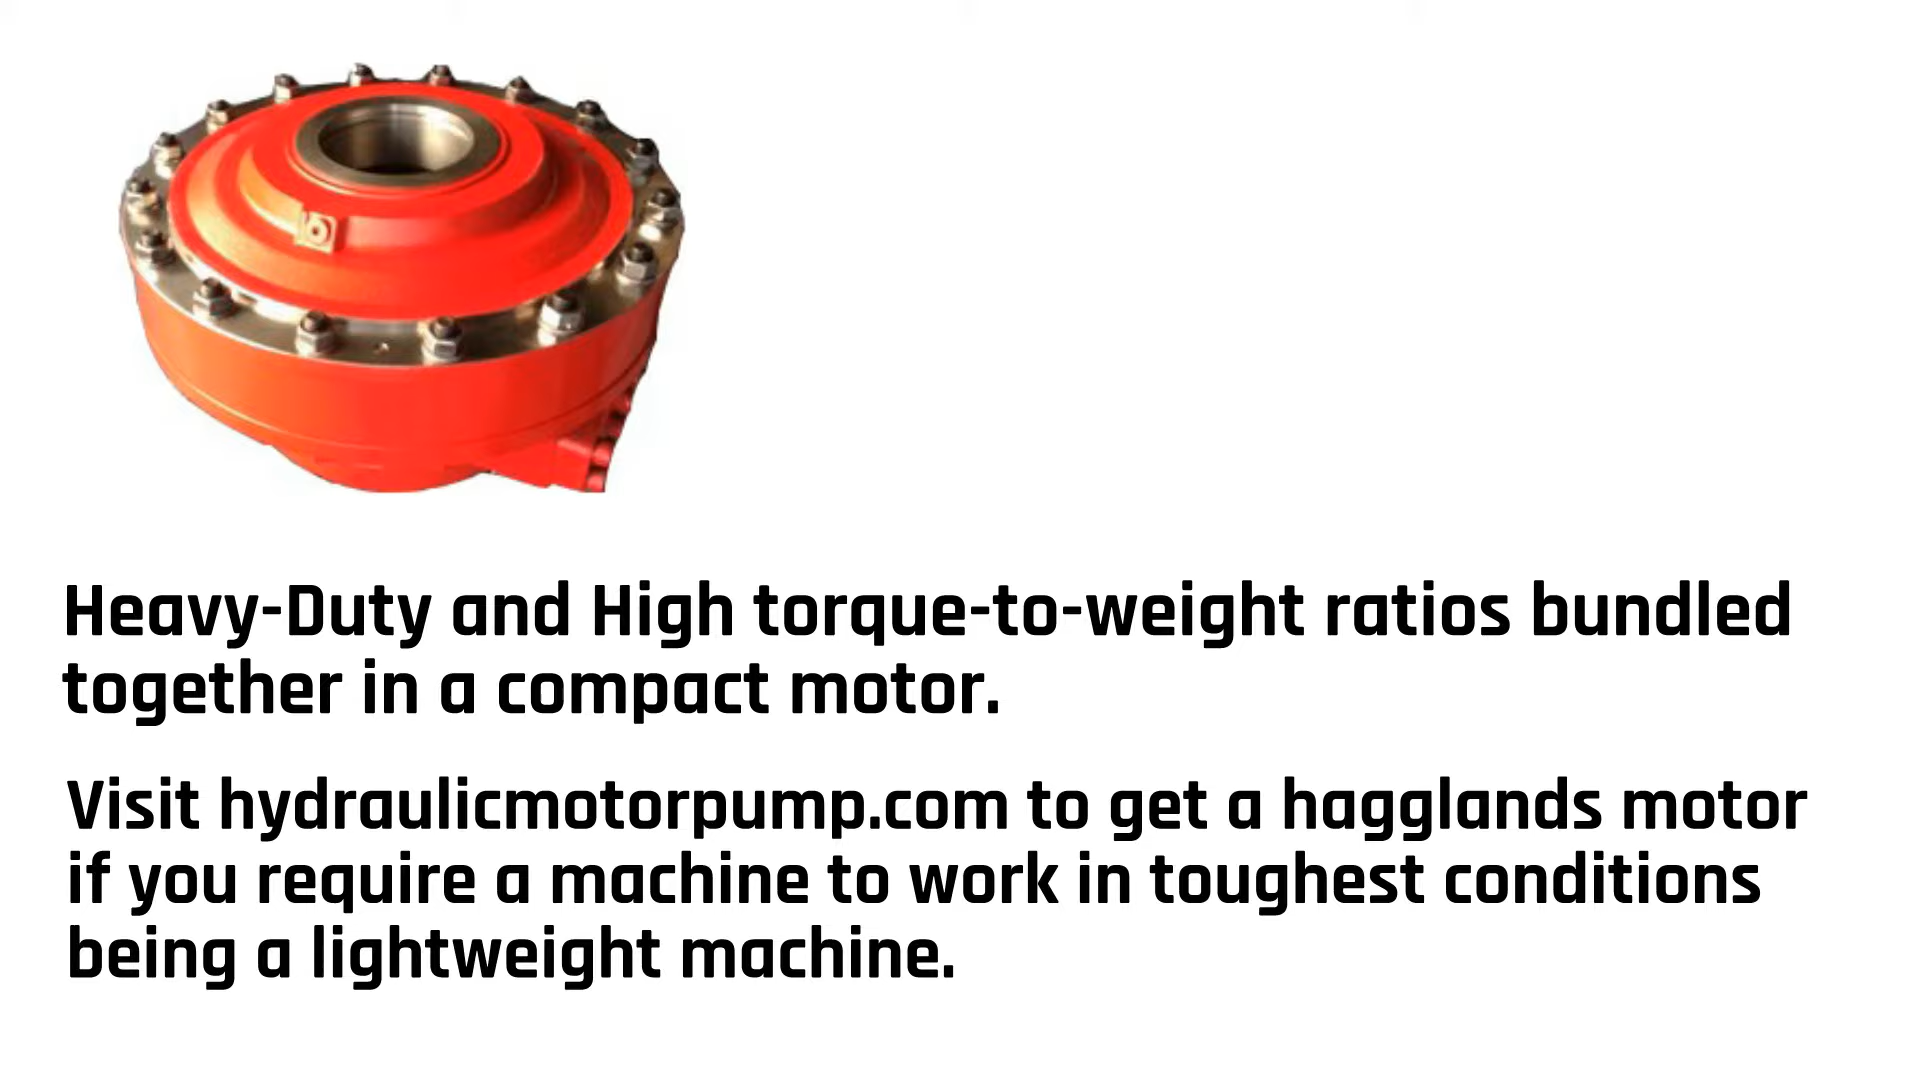 Heavy-Duty and High torque-to-weight ratios bundled
together in a compact motor.
Visit hydraulicmotorpump.com to get a hagglands motor
if you require a machine to work in toughest conditions
being a lightweight machine.